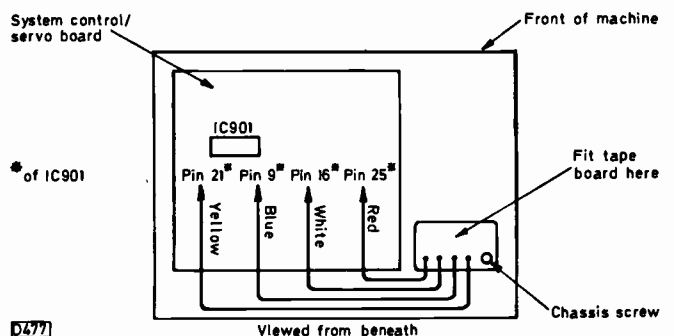 System control/
servo board
Front of machine
IC901
*of IC901
Pin 21* Pin 9* Pin 16* Pin 25*
Yellow
Blue
White
Red
Fit tape
board here
Chassis screw
D477
Viewed from beneath